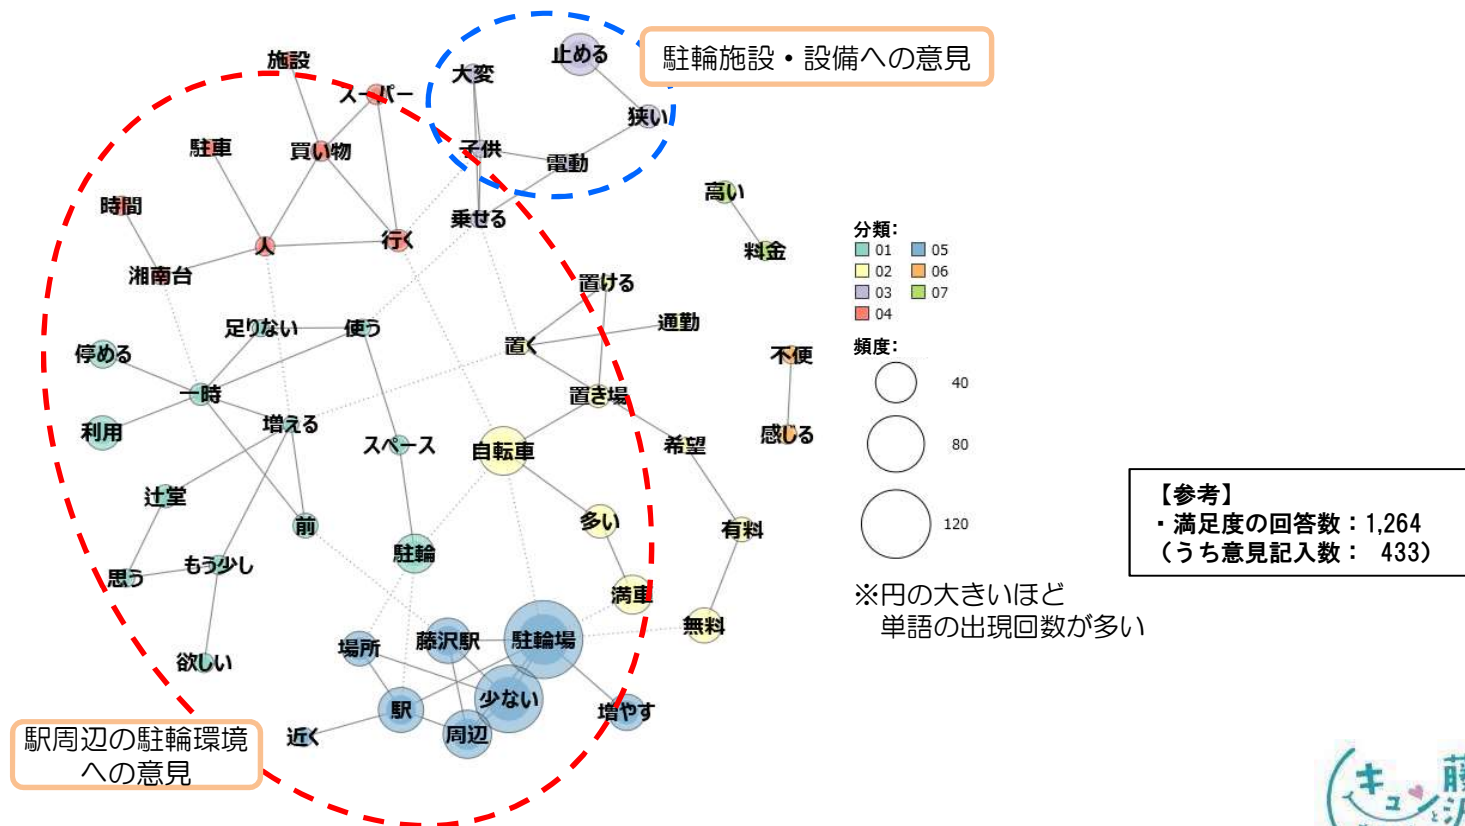 駐輪施設・設備への意見
施設
大変
止める
スーパー
狭い
駐車
買い物
子供
電動
時間
高い
人
行く
乗せる
料金
湘南台
分類:
01
05
02
06
03
07
04
置ける
足りない
使う
通勤
置く
停める
頻度:
不便
40
一時
置き場
増える
利用
スペース
自転車
希望
感じる
80
辻堂
前
多い
有料
120
【参考】
・満足度の回答数：1,264
（うち意見記入数：　433）
駐輪
思う
もう少し
満車
※円の大きいほど
単語の出現回数が多い
無料
場所
藤沢駅
駐輪場
欲しい
少ない
駅
増やす
近く
周辺
駅周辺の駐輪環境
への意見
キュン
と
藤